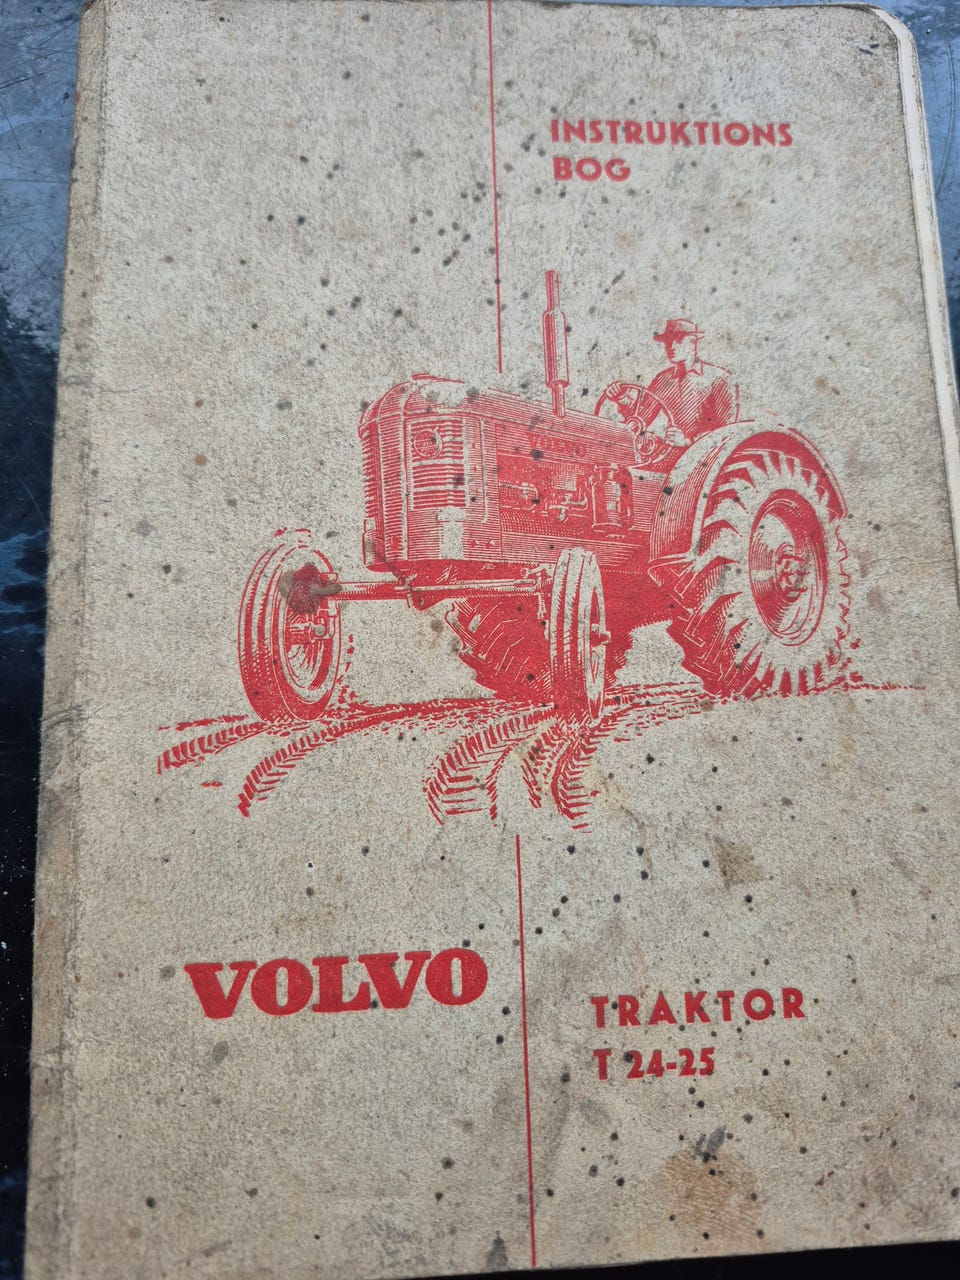 INSTRUKTIONS
BOG
VOLVO
TRAKTOR
T 24-25